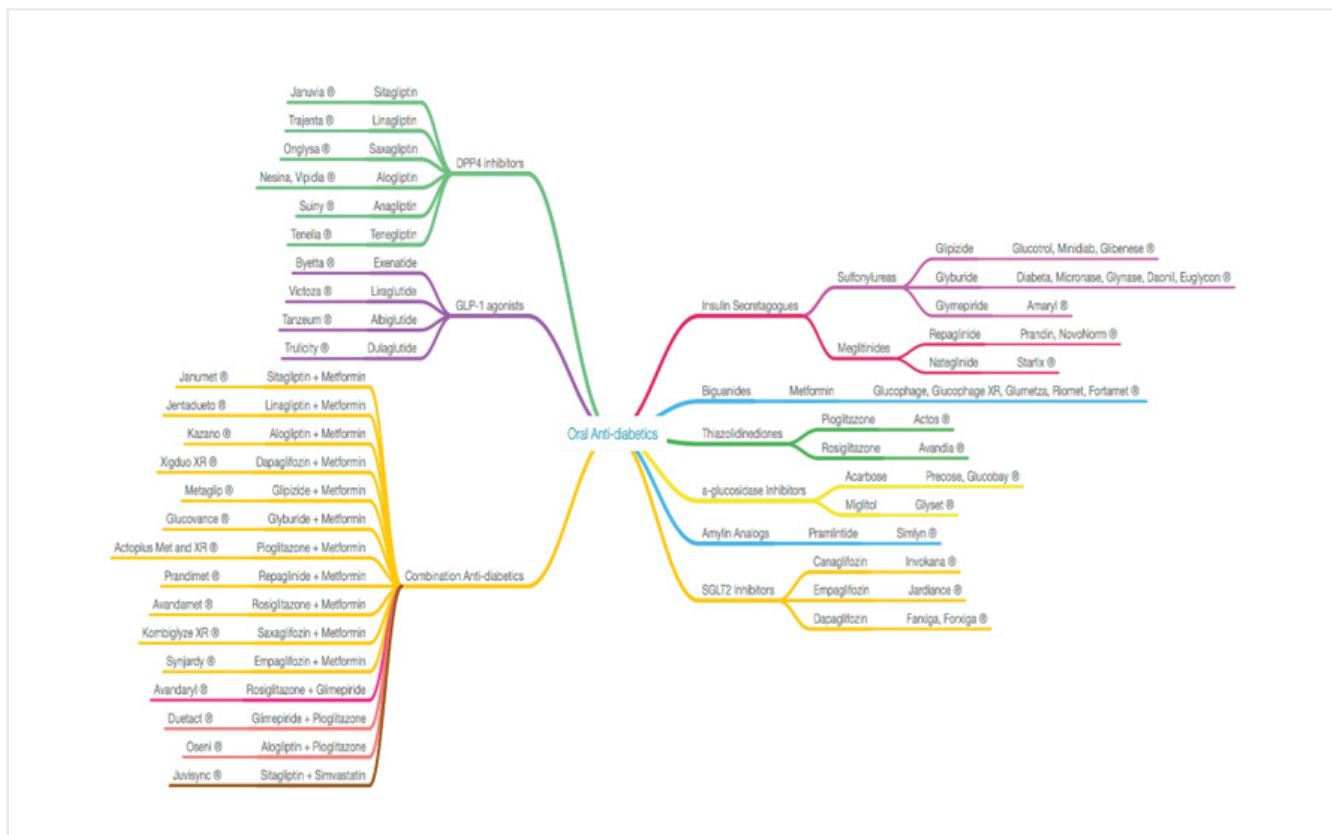 Januvia ® Sitagliptin
Trajenta ® Linagliptin
Onglysa ® Saxagliptin
Nesina, Vipidia ® Alogliptin
Suiny ® Anagliptin
Tenelia ® Tenegliptin
DPP4 inhibitors
Byetta ® Exenatide
Victoza ® Liraglutide
Tanzeum ® Albiglutide
Trulicity ® Dulaglutide
GLP-1 agonists
Janumet ® Sitagliptin + Metformin
Jentadueto ® Linagliptin + Metformin
Kazano ® Alogliptin + Metformin
Xigduo XR ® Dapaglifozin + Metformin
Metaglip ® Glipizide + Metformin
Glucovance ® Glyburide + Metformin
Actoplus Met and XR ® Pioglitazone + Metformin
Prandimet ® Repaglinide + Metformin
Avandamet ® Rosiglitazone + Metformin
Kombiglyze XR ® Saxaglifozin + Metformin
Synjardy ® Empaglifozin + Metformin
Avandaryl ® Rosiglitazone + Glimepiride
Duetact ® Glimepiride + Pioglitazone
Oseni ® Alogliptin + Pioglitazone
Juvisync ® Sitagliptin + Simvastatin
Combination Anti-diabetics
Oral Anti-diabetics
Insulin Secretagogues
Sulfonylureas
Glipizide Glucotrol, Minidiab, Glibenese ®
Glyburide Diabeta, Micronase, Glynase, Daonil, Euglycon ®
Glymepiride Amaryl ®
Meglitinides
Repaglinide Prandin, NovoNorm ®
Nateglinide Starlix ®
Biguanides Metformin Glucophage, Glucophage XR, Glumetza, Riomet, Fortamet ®
Thiazolidinediones
Pioglitazone Actos ®
Rosiglitazone Avandia ®
a-glucosidase Inhibitors
Acarbose Precose, Glucobay ®
Miglitol Glyset ®
Amylin Analogs Pramlintide Simlyn ®
SGLT2 Inhibitors
Canaglifozin Invokana ®
Empaglifozin Jardiance ®
Dapaglifozin Farxiga, Forxiga ®